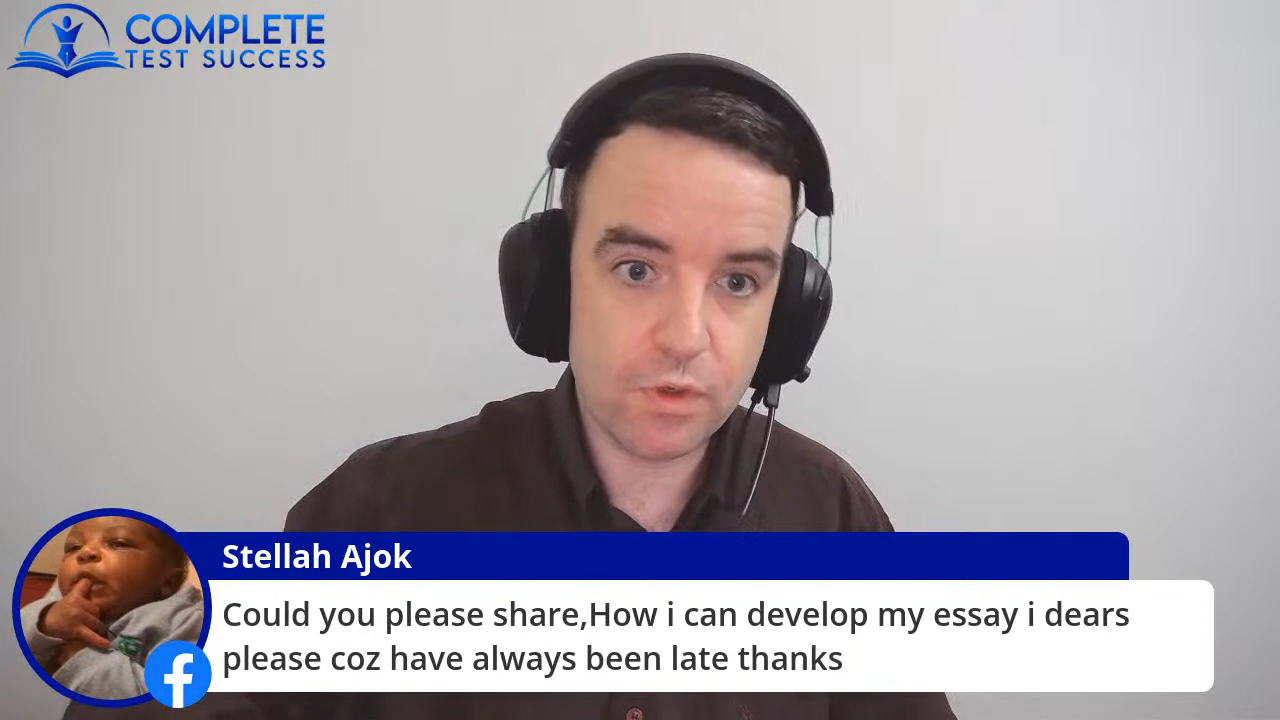 COMPLETE
TEST SUCCESS
Stellah Ajok
Could you please share,How i can develop my essay i dears
please coz have always been late thanks